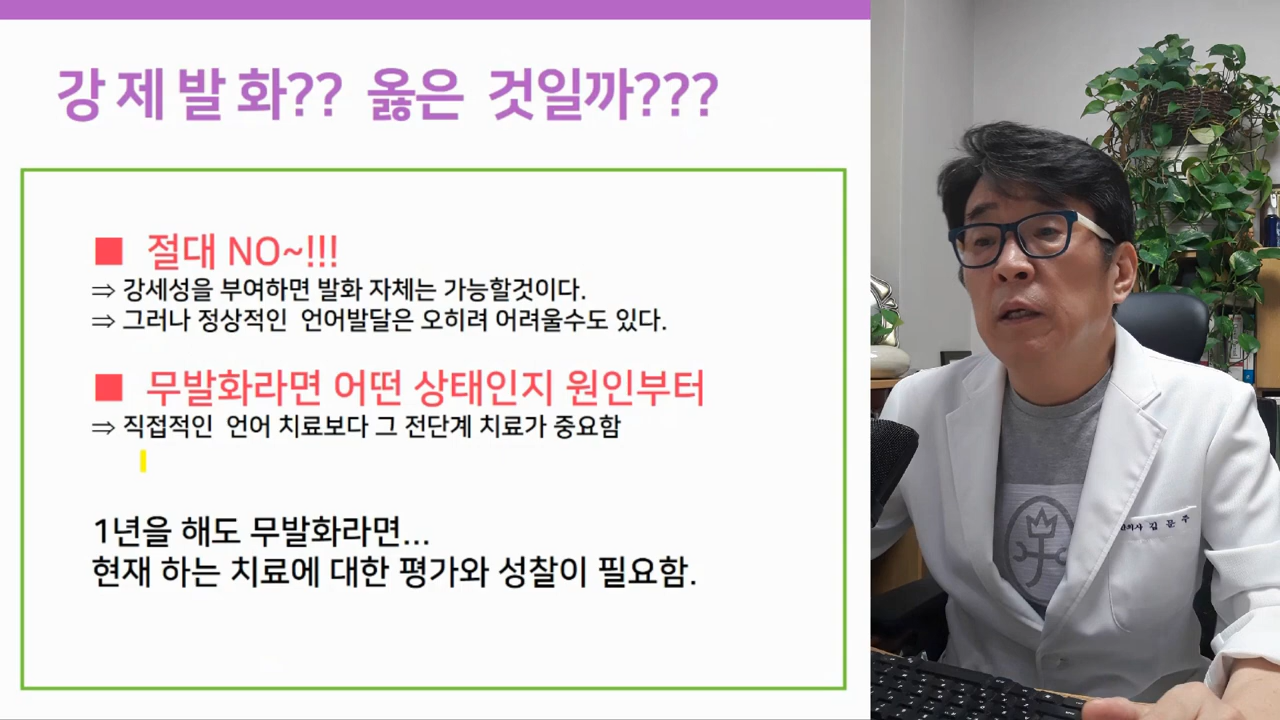 강제발화?? 옳은 것일까???
■ 절대 NO~!!!
⇒ 강세성을 부여하면 발화 자체는 가능할것이다.
⇒ 그러나 정상적인 언어발달은 오히려 어려울수도 있다.
■ 무발화라면 어떤 상태인지 원인부터
⇒ 직접적인 언어 치료보다 그 전단계 치료가 중요함
1년을 해도 무발화라면...
현재 하는 치료에 대한 평가와 성찰이 필요함.
한의사 김문주